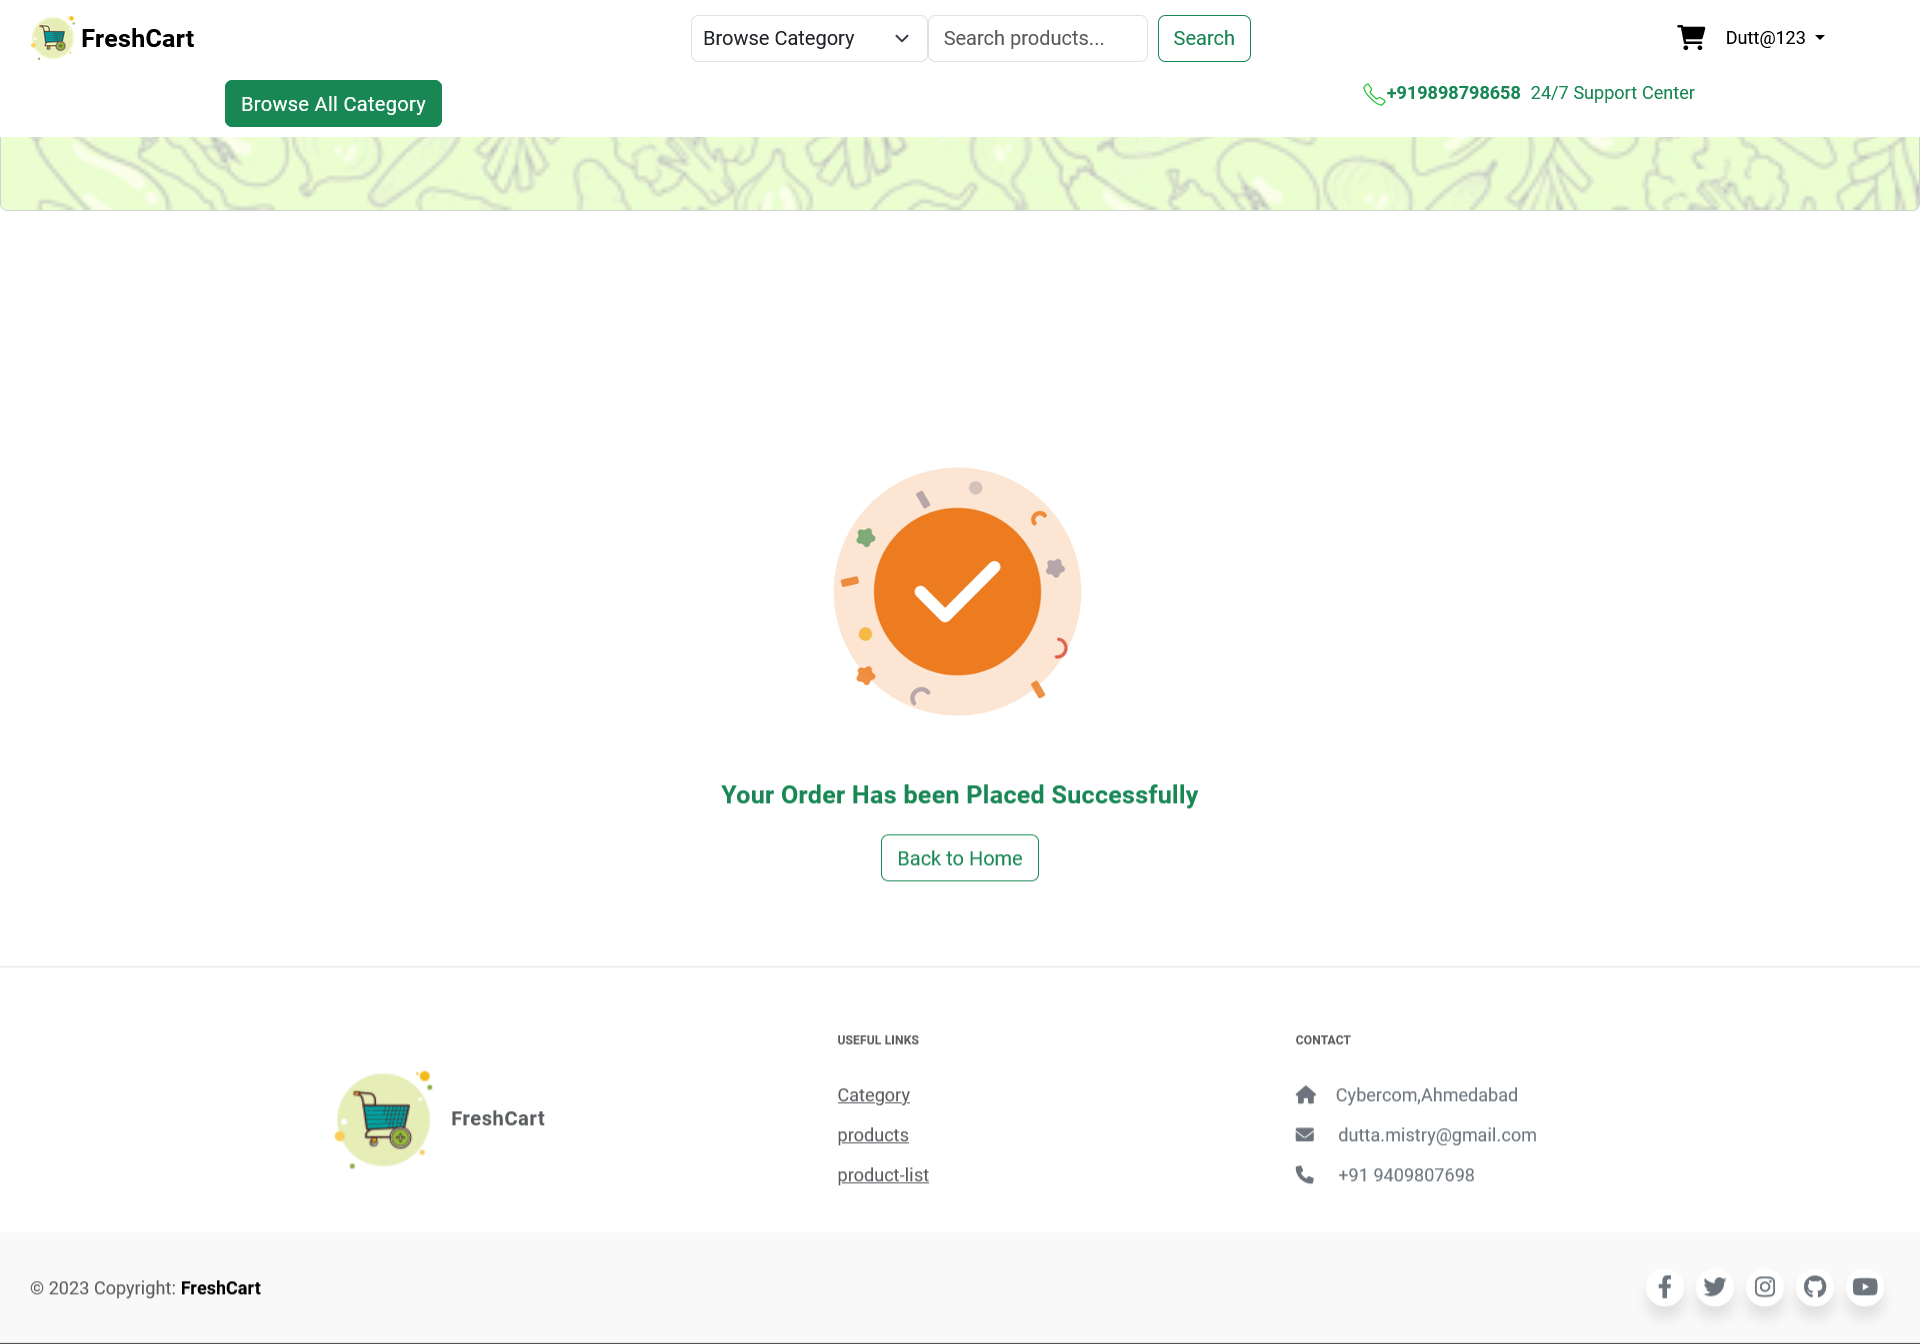 FreshCart
Browse Category
Search products...
Search
Dutt@123
Browse All Category
+919898798658 24/7 Support Center
Your Order Has been Placed Successfully
Back to Home
FreshCart
USEFUL LINKS
Category
products
product-list
CONTACT
Cybercom,Ahmedabad
dutta.mistry@gmail.com
+91 9409807698
© 2023 Copyright: FreshCart